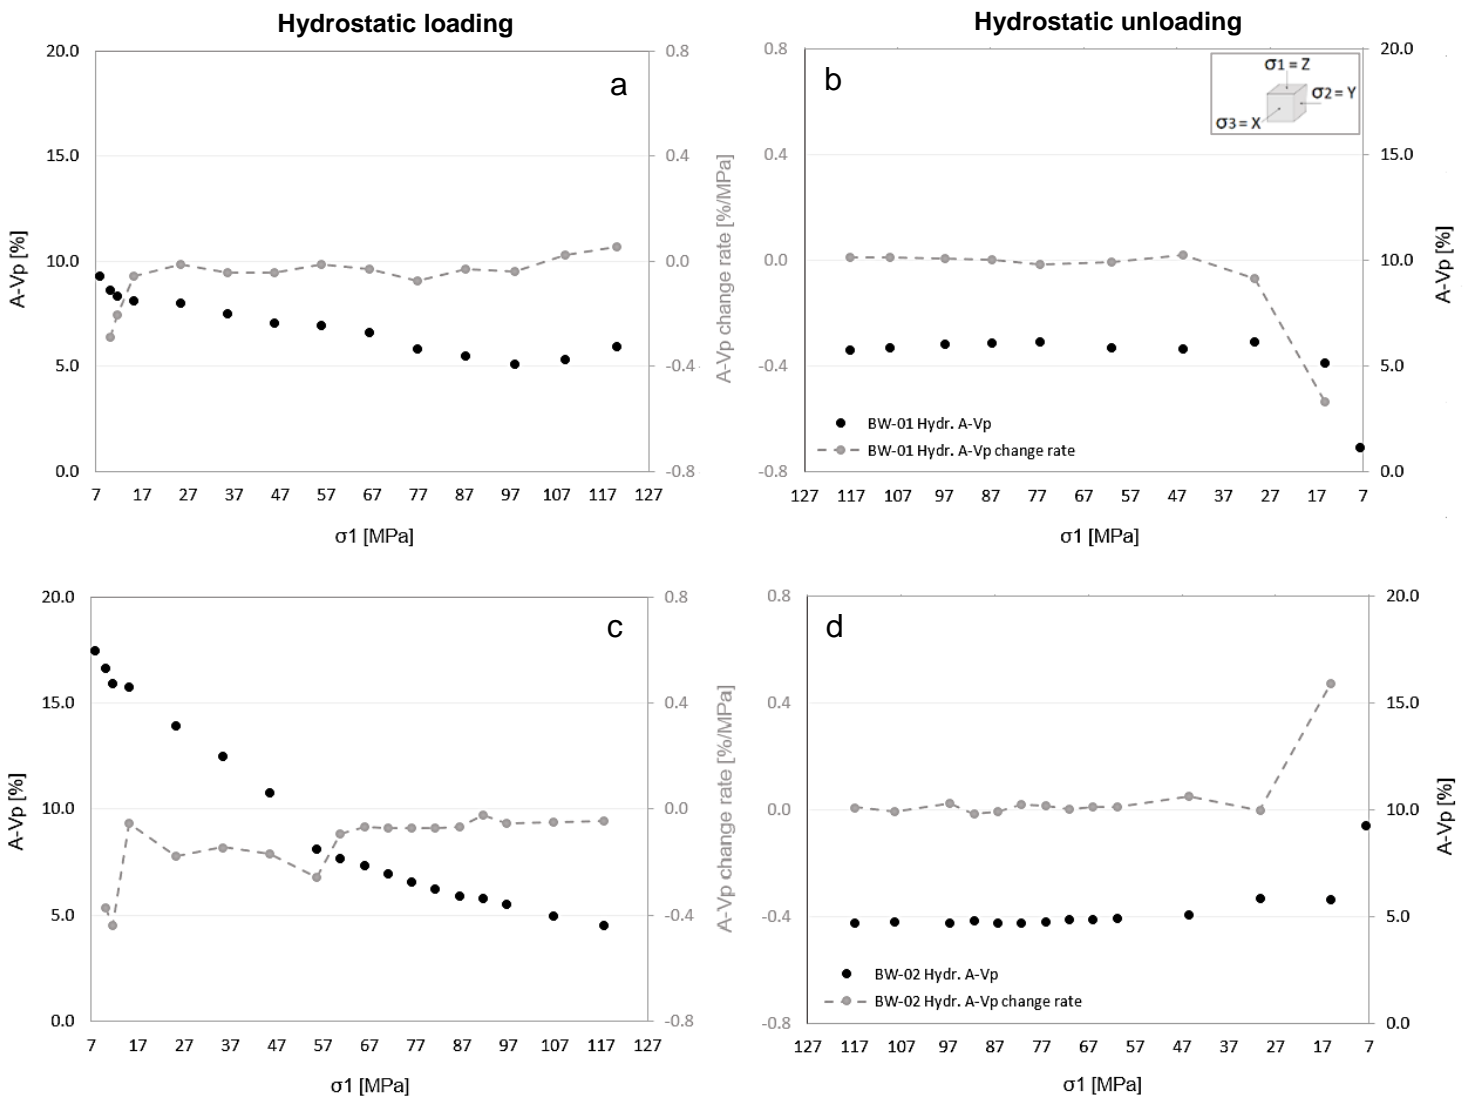 Hydrostatic loading
Hydrostatic unloading
a
20.0
15.0
10.0
5.0
0.0
A-Vp [%]
0.8
0.4
0.0
-0.4
-0.8
A-Vp change rate [%/MPa]
7 17 27 37 47 57 67 77 87 97 107 117 127
σ1 [MPa]
b
0.8
0.4
0.0
-0.4
-0.8
σ1 = Z
σ2 = Y
σ3 = X
20.0
15.0
10.0
5.0
0.0
A-Vp [%]
BW-01 Hydr. A-Vp
BW-01 Hydr. A-Vp change rate
127 117 107 97 87 77 67 57 47 37 27 17 7
σ1 [MPa]
c
20.0
15.0
10.0
5.0
0.0
A-Vp [%]
0.8
0.4
0.0
-0.4
-0.8
A-Vp change rate [%/MPa]
7 17 27 37 47 57 67 77 87 97 107 117 127
σ1 [MPa]
d
0.8
0.4
0.0
-0.4
-0.8
20.0
15.0
10.0
5.0
0.0
A-Vp [%]
BW-02 Hydr. A-Vp
BW-02 Hydr. A-Vp change rate
127 117 107 97 87 77 67 57 47 37 27 17 7
σ1 [MPa]